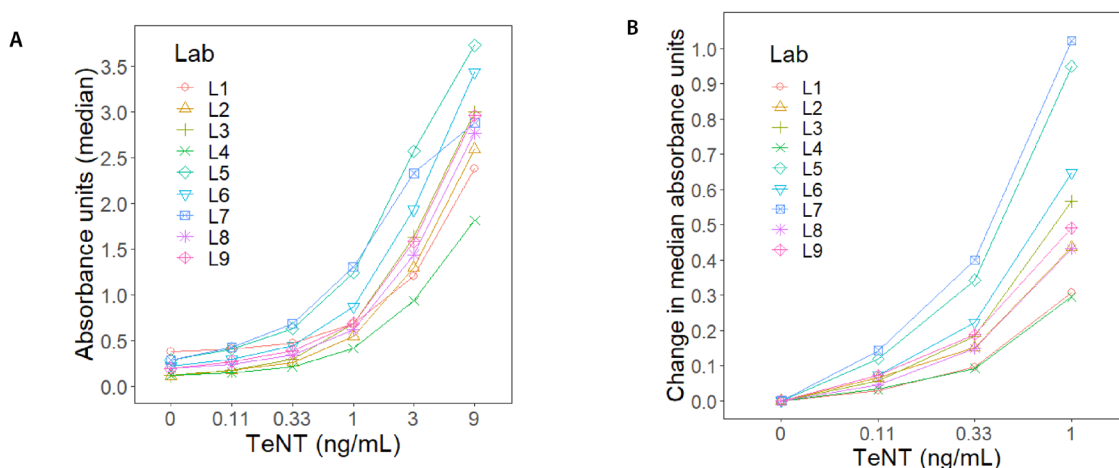 A
Absorbance units (median)
3.5
3.0
2.5
2.0
1.5
1.0
0.5
0.0
Lab
L1
L2
L3
L4
L5
L6
L7
L8
L9
0 0.11 0.33 1 3 9
TeNT (ng/mL)
B
Change in median absorbance units
1.0
0.9
0.8
0.7
0.6
0.5
0.4
0.3
0.2
0.1
0.0
Lab
L1
L2
L3
L4
L5
L6
L7
L8
L9
0 0.11 0.33 1
TeNT (ng/mL)